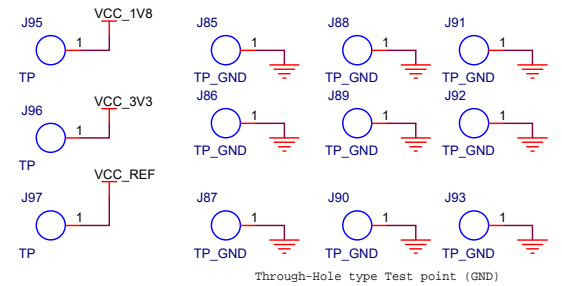 J95 VCC_1V8 J85 J88 J91
1 1 1 1
TP TP_GND TP_GND TP_GND
J96 VCC_3V3 J86 J89 J92
1 1 1 1
TP TP_GND TP_GND TP_GND
J97 VCC_REF J87 J90 J93
1 1 1 1
TP TP_GND TP_GND TP_GND
Through-Hole type Test point (GND)